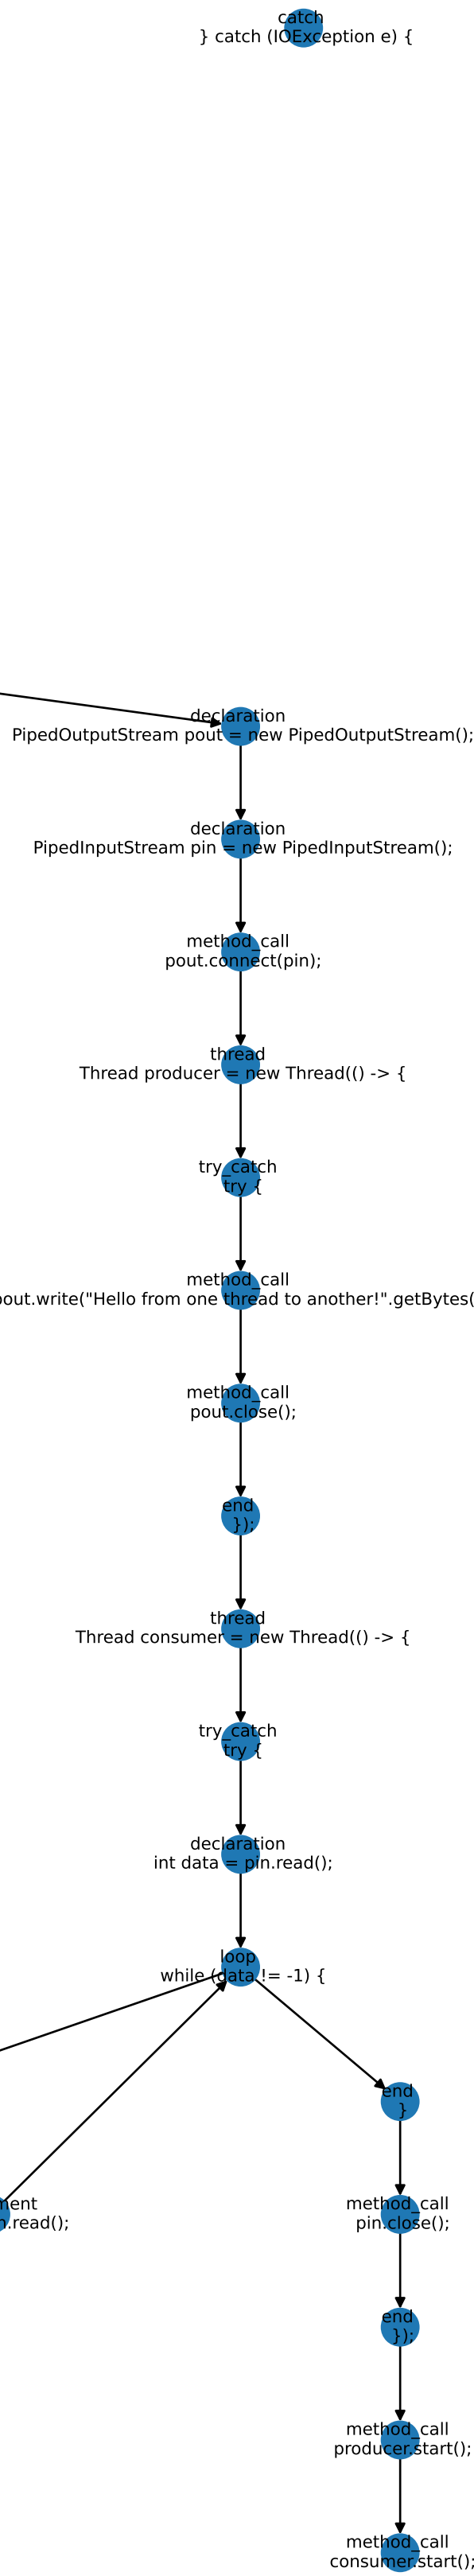 catch
} catch (IOException e) {
declaration
PipedOutputStream pout = new PipedOutputStream();
declaration
PipedInputStream pin = new PipedInputStream();
method_call
pout.connect(pin);
thread
Thread producer = new Thread(() -> {
try_catch
try {
method_call
pout.write("Hello from one thread to another!".getBytes(
method_call
pout.close();
end
});
thread
Thread consumer = new Thread(() -> {
try_catch
try {
declaration
int data = pin.read();
loop
while (data != -1) {
end
}
ment
n.read();
method_call
pin.close();
end
});
method_call
producer.start();
method_call
consumer.start();